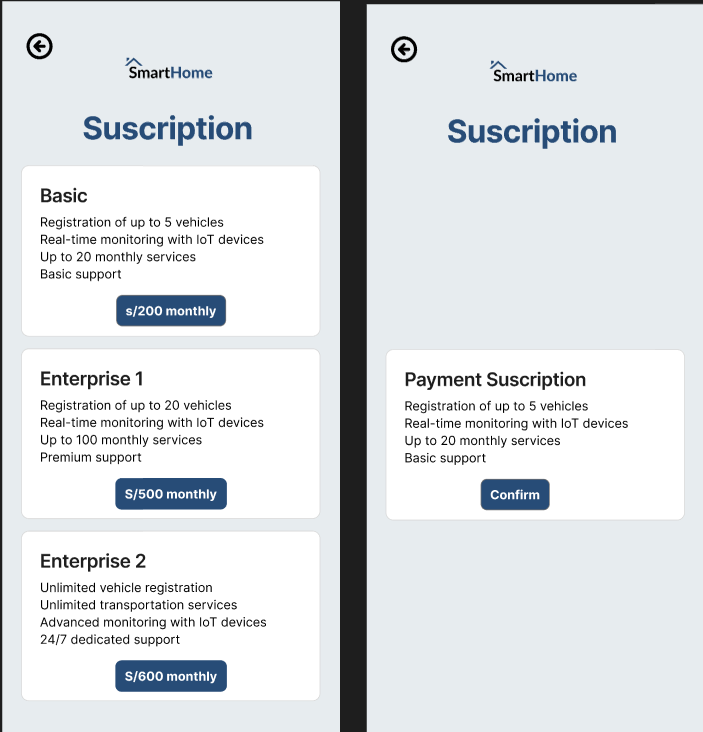 SmartHome
Suscription
Basic
Registration of up to 5 vehicles
Real-time monitoring with IoT devices
Up to 20 monthly services
Basic support
s/200 monthly
Enterprise 1
Registration of up to 20 vehicles
Real-time monitoring with IoT devices
Up to 100 monthly services
Premium support
S/500 monthly
Enterprise 2
Unlimited vehicle registration
Unlimited transportation services
Advanced monitoring with IoT devices
24/7 dedicated support
S/600 monthly
SmartHome
Suscription
Payment Suscription
Registration of up to 5 vehicles
Real-time monitoring with IoT devices
Up to 20 monthly services
Basic support
Confirm